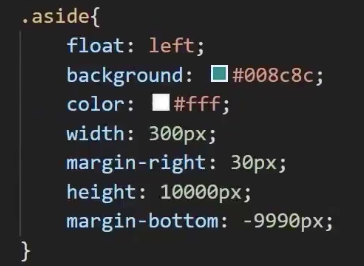 .aside{
    float: left;
    background: #008c8c;
    color: #fff;
    width: 300px;
    margin-right: 30px;
    height: 10000px;
    margin-bottom: -9990px;
}